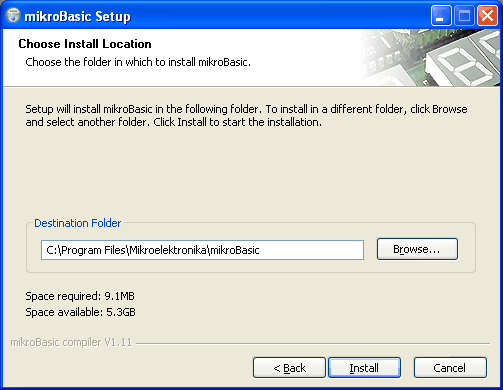 mikroBasic Setup
Choose Install Location
Choose the folder in which to install mikroBasic.
Setup will install mikroBasic in the following folder. To install in a different folder, click Browse
and select another folder. Click Install to start the installation.
Destination Folder
C:\Program Files\Mikroelektronika\mikroBasic
Browse...
Space required: 9.1MB
Space available: 5.3GB
mikroBasic compiler V1.11
< Back
Install
Cancel